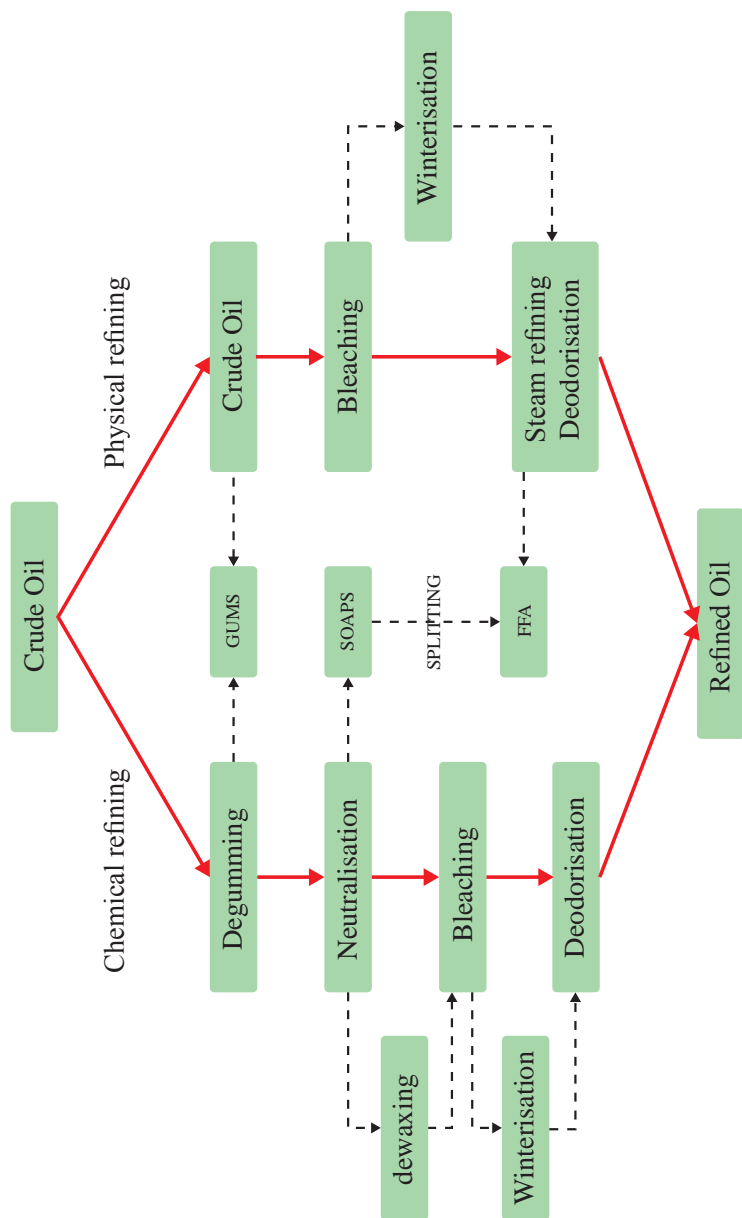 Crude Oil
Chemical refining
Physical refining
Degumming
GUMS
Crude Oil
Neutralisation
SOAPS
Bleaching
dewaxing
SPLITTING
Winterisation
Bleaching
Winterisation
FFA
Steam refining
Deodorisation
Deodorisation
Refined Oil